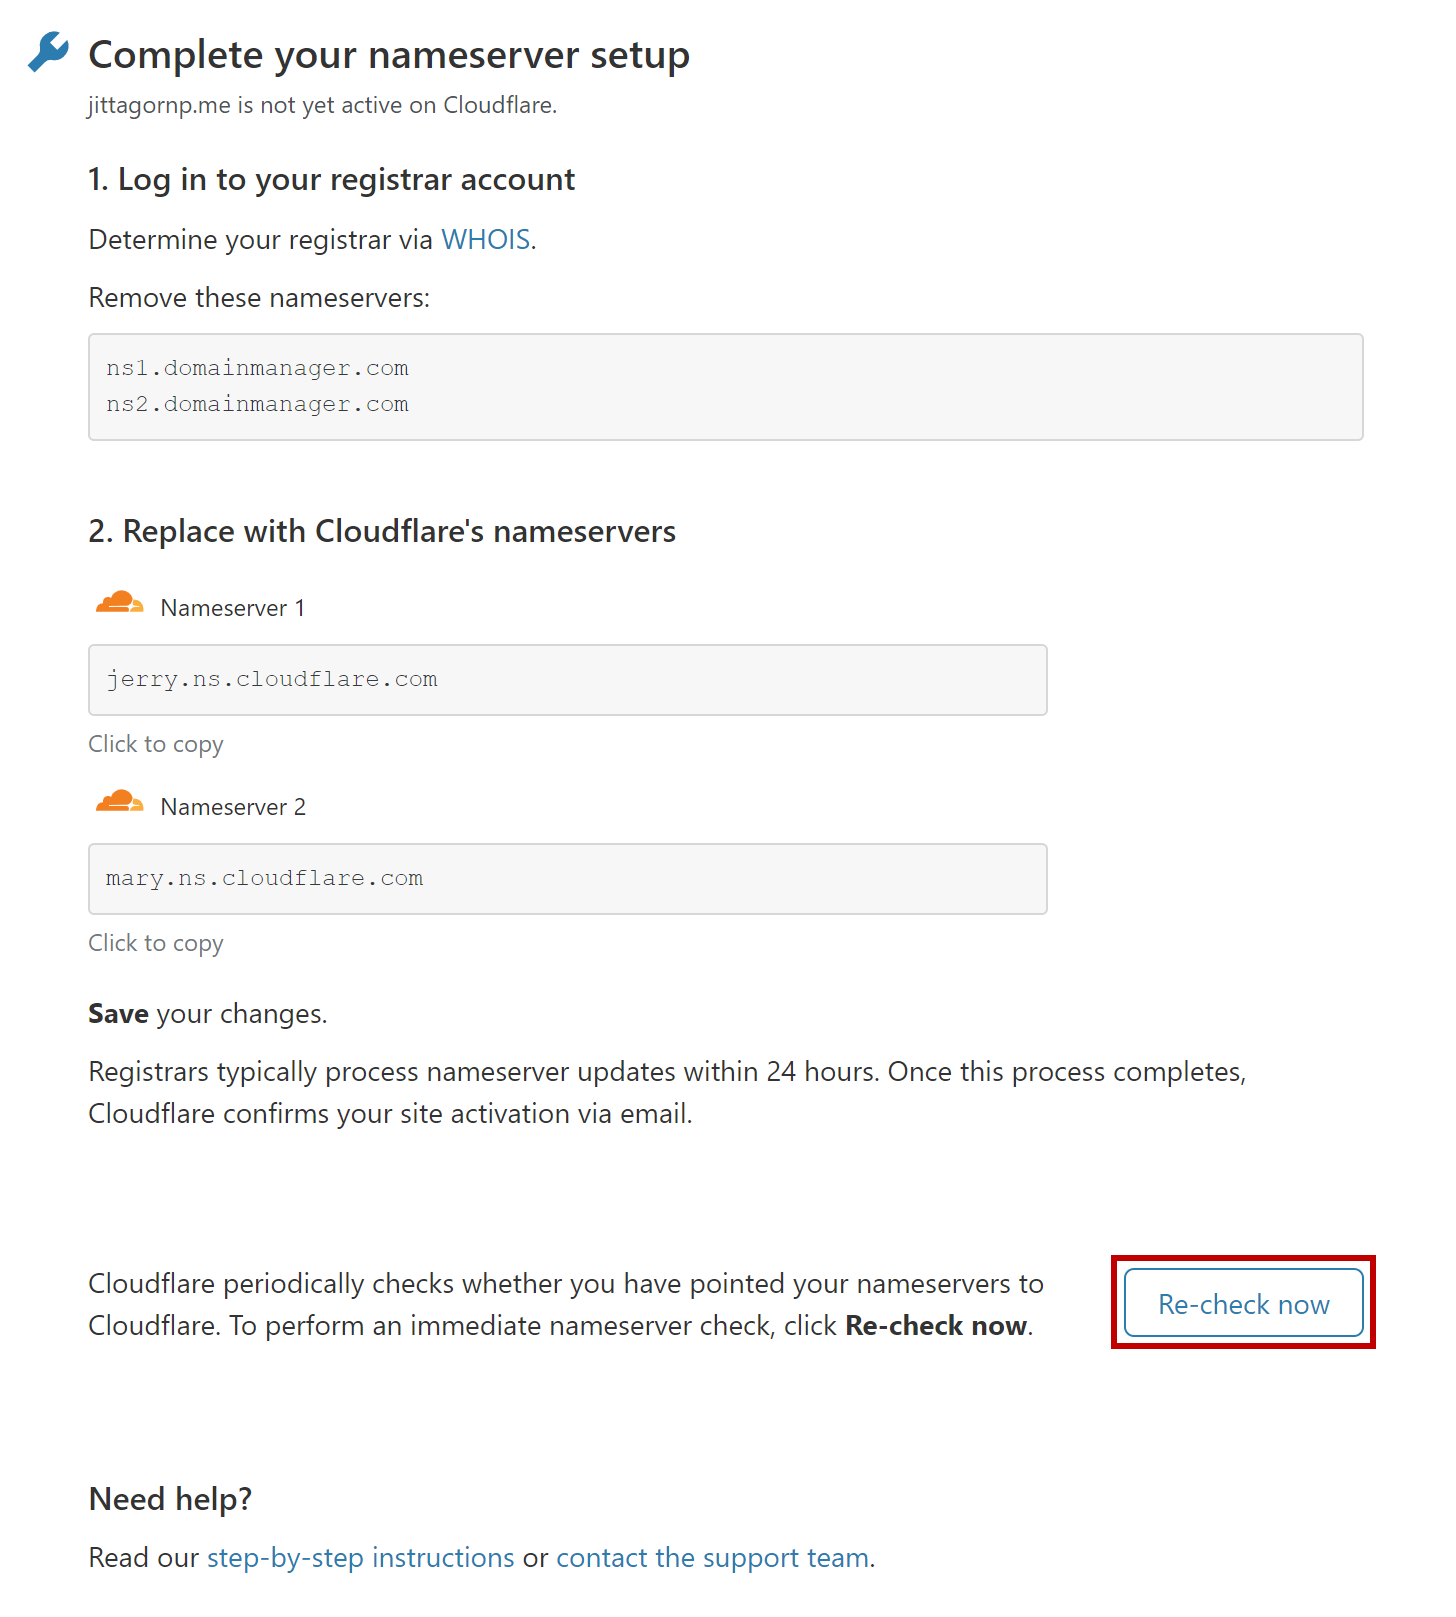 Complete your nameserver setup
jittagornp.me is not yet active on Cloudflare.
1. Log in to your registrar account
Determine your registrar via WHOIS.
Remove these nameservers:
ns1.domainmanager.com
ns2.domainmanager.com
2. Replace with Cloudflare's nameservers
Nameserver 1
jerry.ns.cloudflare.com
Click to copy
Nameserver 2
mary.ns.cloudflare.com
Click to copy
Save your changes.
Registrars typically process nameserver updates within 24 hours. Once this process completes,
Cloudflare confirms your site activation via email.
Cloudflare periodically checks whether you have pointed your nameservers to
Cloudflare. To perform an immediate nameserver check, click Re-check now.
Re-check now
Need help?
Read our step-by-step instructions or contact the support team.